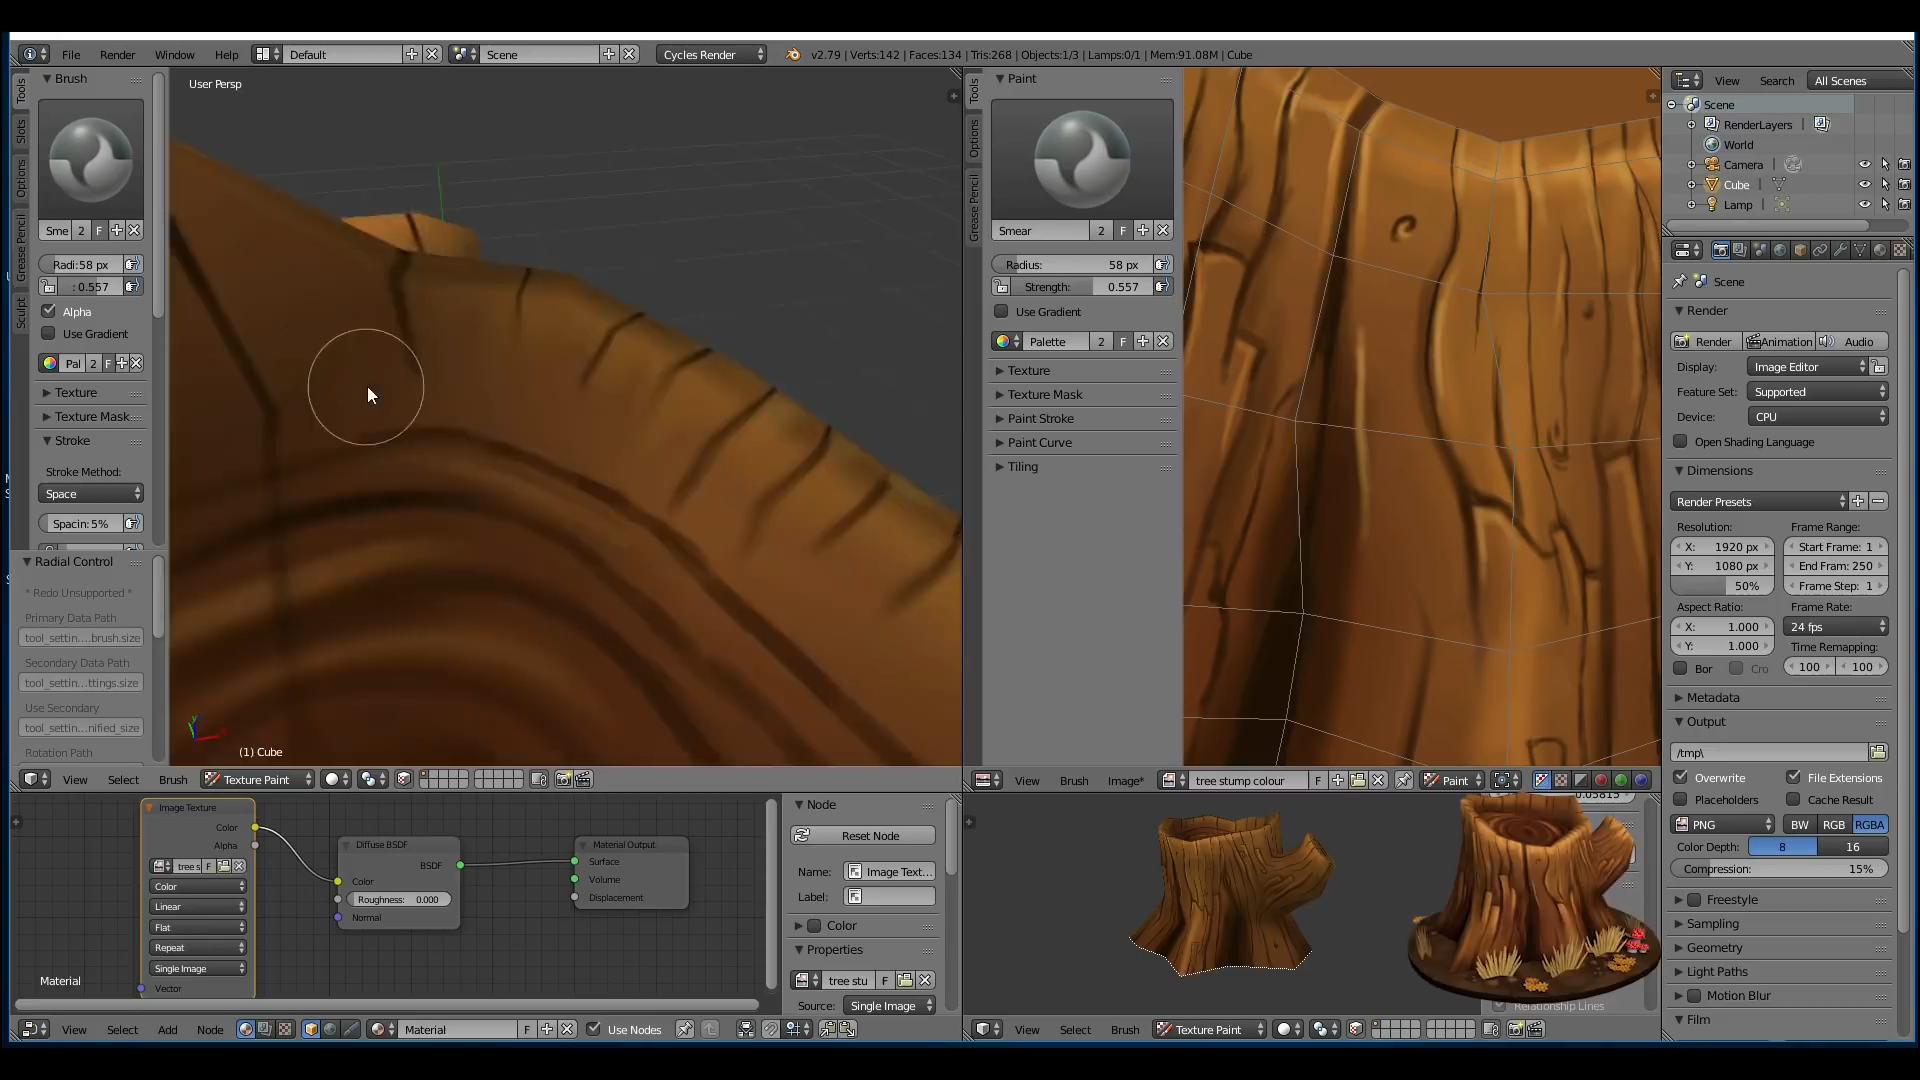 File Render Window Help Default Scene Cycles Render v2.79 | Verts:142 | Faces:134 | Tris:268 | Objects:1/3 | Lamps:0/1 | Mem:91.08M | Cube
Tools
Slots
Options
Grease Pencil
Sculpt
Brush
Sme 2 F
Radi:58 px
: 0.557
Alpha
Use Gradient
Pal 2 F
Texture
Texture Mask
Stroke
Stroke Method:
Space
Spacin: 5%
Radial Control
* Redo Unsupported *
Primary Data Path
tool_settin....brush.size
Secondary Data Path
tool_settin...ttings.size
Use Secondary
tool_settin...nified_size
Rotation Path
User Persp
(1) Cube
View Select Brush Texture Paint
Tools
Options
Grease Pencil
Paint
Smear 2 F
Radius: 58 px
Strength: 0.557
Use Gradient
Palette 2 F
Texture
Texture Mask
Paint Stroke
Paint Curve
Tiling
View Brush Image* tree stump colour F Paint
View Search All Scenes
Scene
RenderLayers
World
Camera
Cube
Lamp
Scene
Render
Render Animation Audio
Display: Image Editor
Feature Set: Supported
Device: CPU
Open Shading Language
Dimensions
Render Presets
Resolution: Frame Range:
X: 1920 px Start Frame: 1
Y: 1080 px End Fram: 250
50% Frame Step: 1
Aspect Ratio: Frame Rate:
X: 1.000 24 fps
Y: 1.000 Time Remapping:
Bor Cro 100 100
Metadata
Output
/tmp\
Overwrite File Extensions
Placeholders Cache Result
PNG BW RGB RGBA
Color Depth: 8 16
Compression: 15%
Freestyle
Sampling
Geometry
Light Paths
Motion Blur
Film
Image Texture
Color
Alpha
tree s F
Color
Linear
Flat
Repeat
Single Image
Vector
Diffuse BSDF
BSDF
Color
Roughness: 0.000
Normal
Material Output
Surface
Volume
Displacement
Material
Node
Reset Node
Name: Image Text...
Label:
Color
Properties
tree stu F
Source: Single Image
View Select Add Node Material F Use Nodes
0.05815
Relationship Lines
View Select Brush Texture Paint